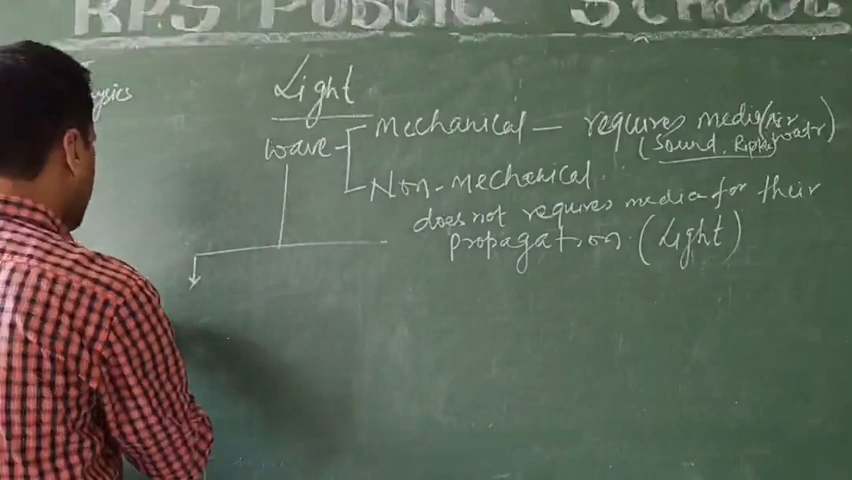 RPS PUBLIC SCHOOL
ysics
Light
wave
Mechanical — requires media (Air
(Sound, water)
Non-mechanical.
does not requires media for their
propagation (Light)